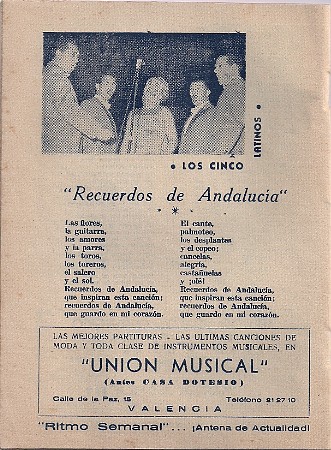 • LOS CINCO
LATINOS •
"Recuerdos de Andalucía"
Las flores,
la guitarra,
los amores
y la parra,
los toros,
los toreros,
el salero
y el sol.
Recuerdos de Andalucía,
que inspiran esta canción;
recuerdos de Andalucía,
que guardo en mi corazón.
El cante,
palmoteo,
los desplantes
y el copeo;
cancelas,
alegría,
castañuelas
y ¡olé!
Recuerdos de Andalucía,
que inspiran esta canción;
recuerdos de Andalucía,
que guardo en mi corazón.
LAS MEJORES PARTITURAS - LAS ULTIMAS CANCIONES DE
MODA Y TODA CLASE DE INSTRUMENTOS MUSICALES, EN
"UNION MUSICAL"
(Antes CASA DOTESIO)
Calle de la Paz, 15
Teléfono 212710
VALENCIA
"Ritmo Semanal"... ¡Antena de Actualidad!